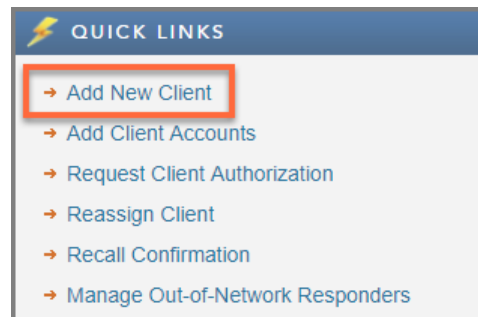 QUICK LINKS
Add New Client
Add Client Accounts
Request Client Authorization
Reassign Client
Recall Confirmation
Manage Out-of-Network Responders